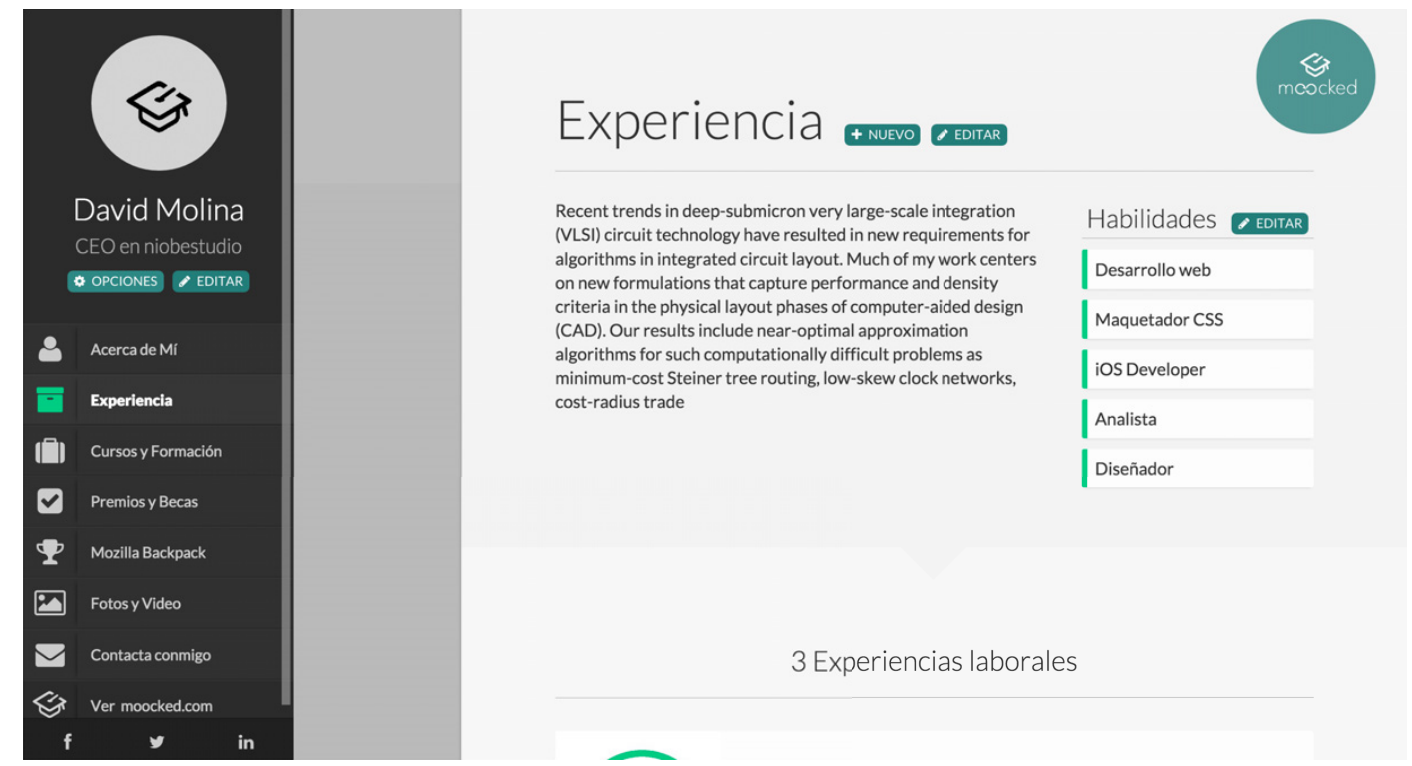 David Molina
CEO en niobestudio
OPCIONES EDITAR
Acerca de Mí
Experiencia
Cursos y Formación
Premios y Becas
Mozilla Backpack
Fotos y Video
Contacta conmigo
Ver moocked.com
f in
moocked
Experiencia + NUEVO EDITAR
Recent trends in deep-submicron very large-scale integration
(VLSI) circuit technology have resulted in new requirements for
algorithms in integrated circuit layout. Much of my work centers
on new formulations that capture performance and density
criteria in the physical layout phases of computer-aided design
(CAD). Our results include near-optimal approximation
algorithms for such computationally difficult problems as
minimum-cost Steiner tree routing, low-skew clock networks,
cost-radius trade
Habilidades EDITAR
Desarrollo web
Maquetador CSS
iOS Developer
Analista
Diseñador
3 Experiencias laborales